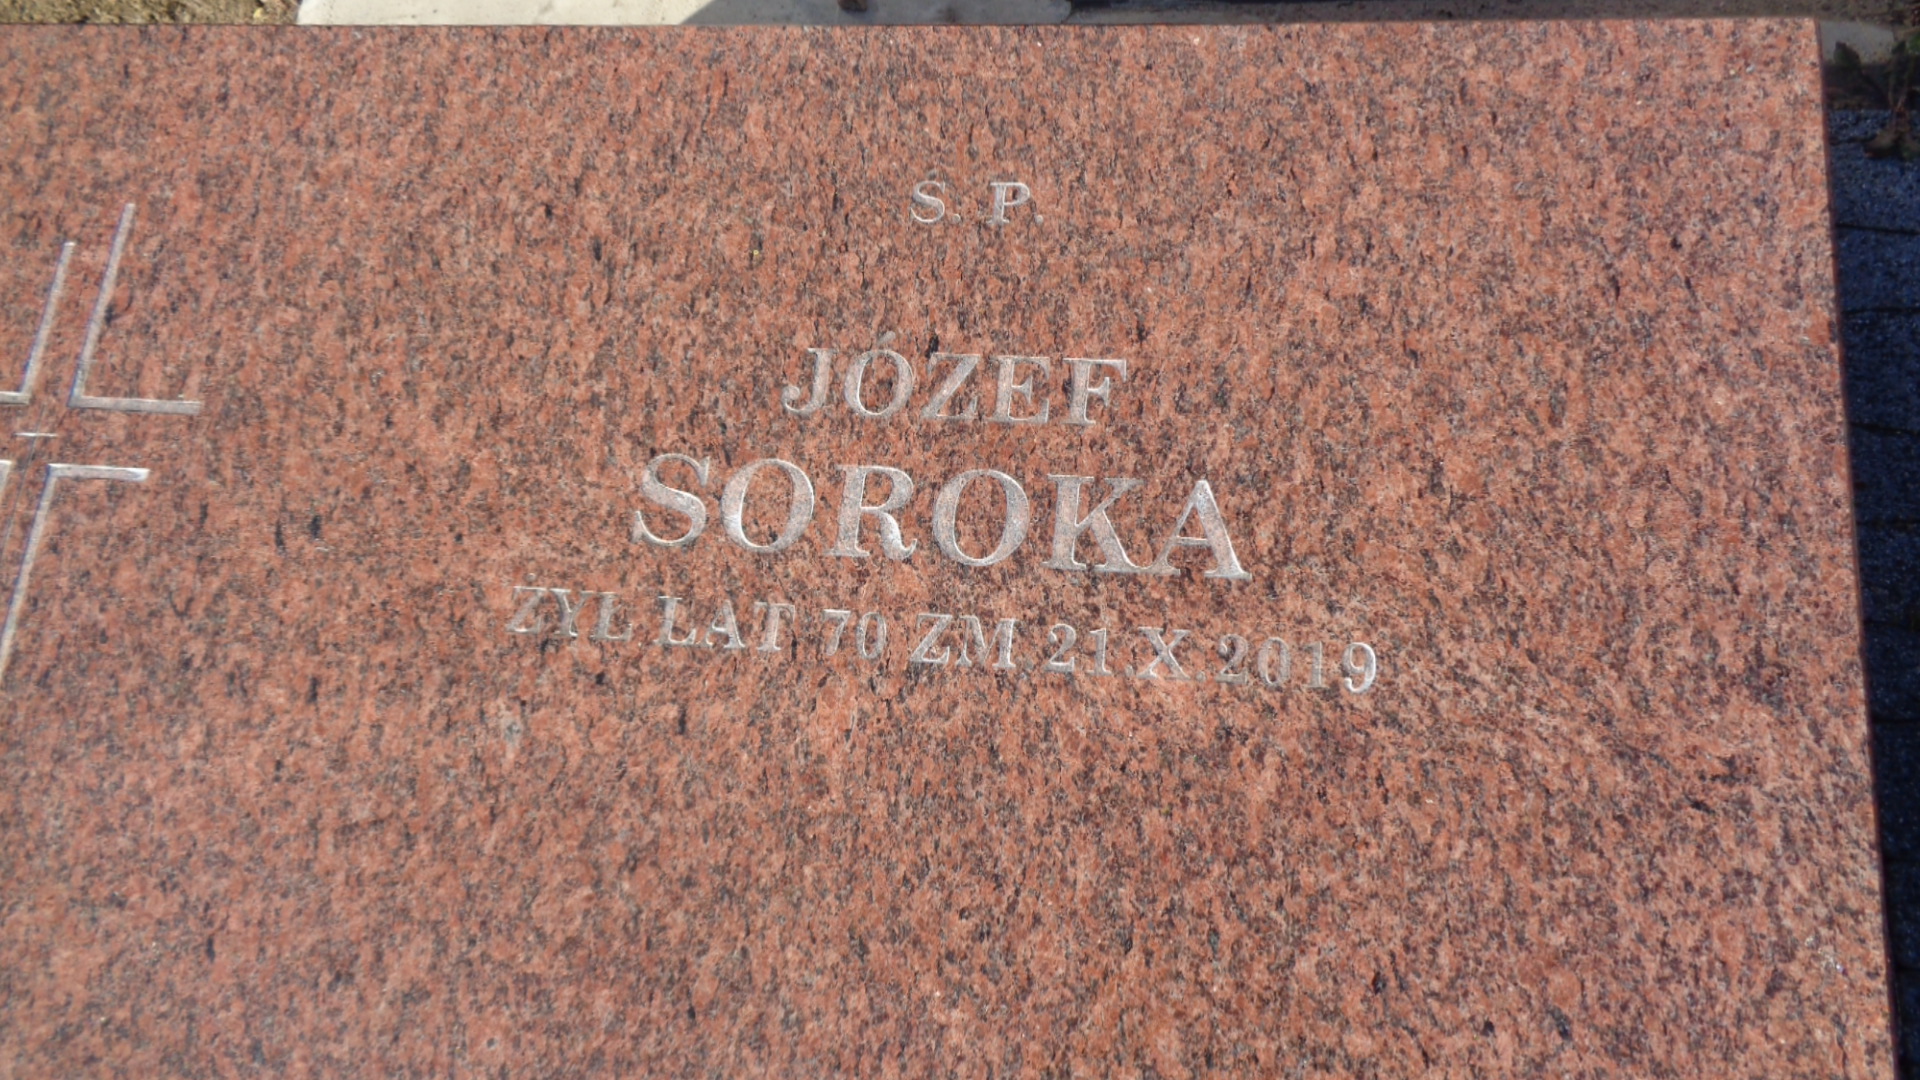 Ś. P.
JÓZEF
SOROKA
ŻYŁ LAT 70 ZM.21.X.2019